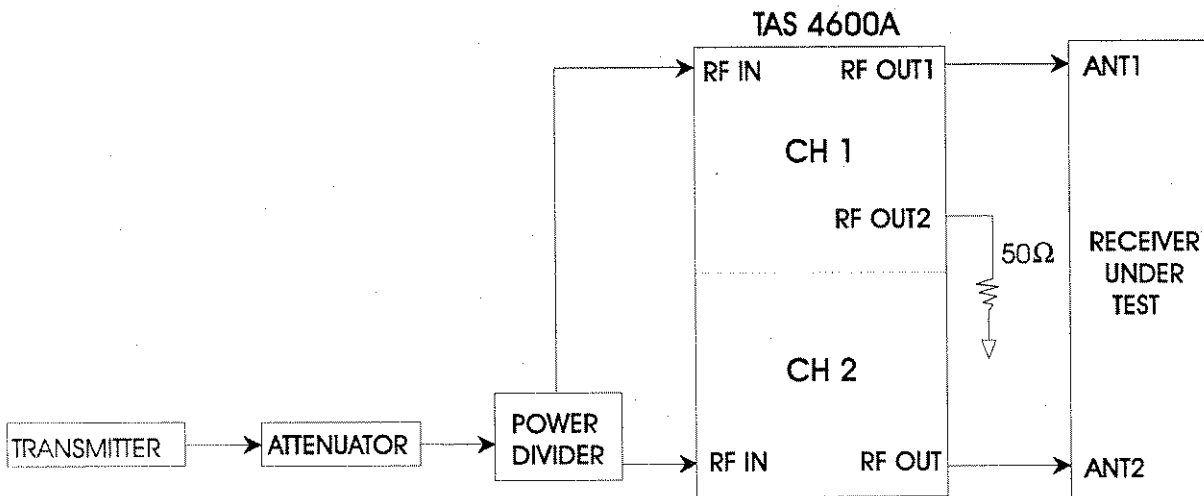 TAS 4600A
RF IN
RF OUT1
ANT1
CH 1
RF OUT2
50Ω
RECEIVER
UNDER
TEST
CH 2
TRANSMITTER
ATTENUATOR
POWER
DIVIDER
RF IN
RF OUT
ANT2